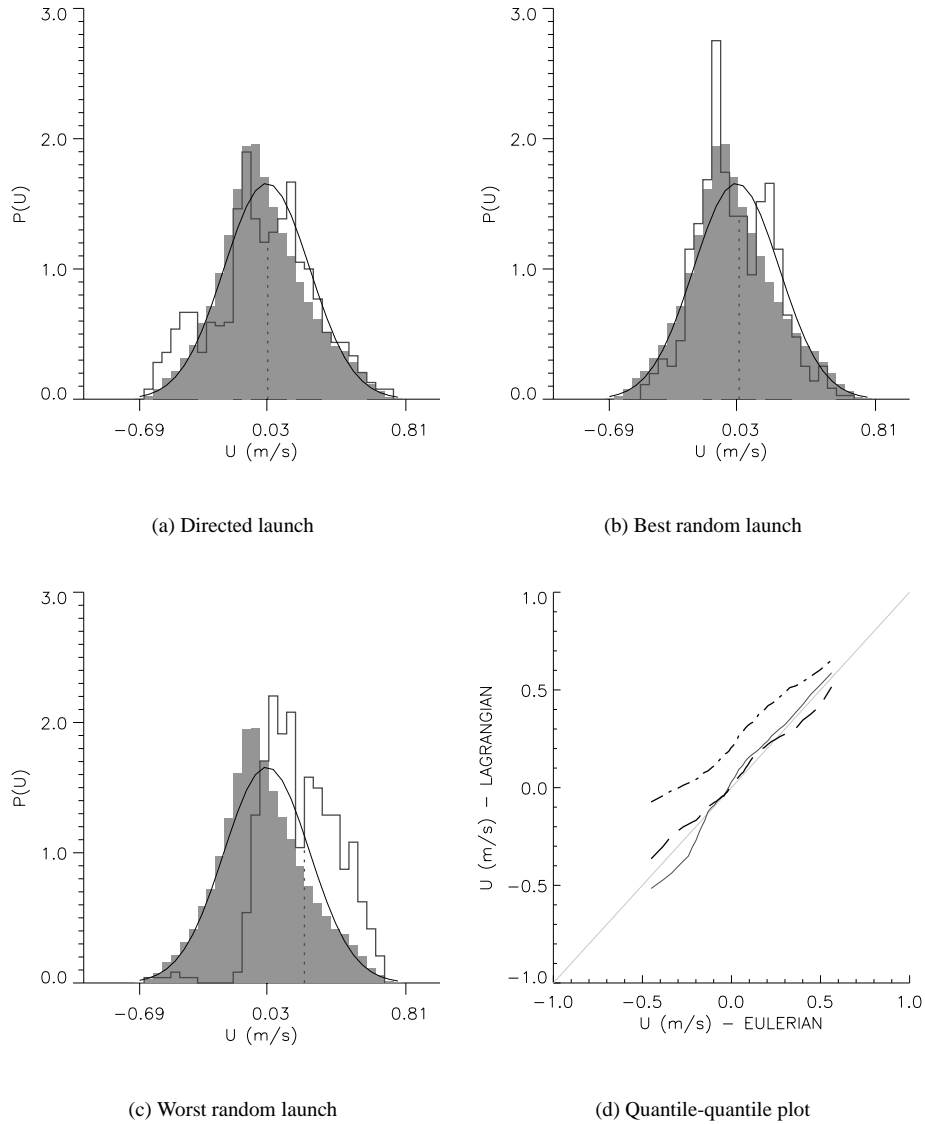 3.0
2.0
1.0
0.0
P(U)
−0.69
0.03
0.81
U (m/s)
(a) Directed launch
3.0
2.0
1.0
0.0
P(U)
−0.69
0.03
0.81
U (m/s)
(b) Best random launch
3.0
2.0
1.0
0.0
P(U)
−0.69
0.03
0.81
U (m/s)
(c) Worst random launch
1.0
0.5
0.0
−0.5
−1.0
U (m/s) − LAGRANGIAN
−1.0
−0.5
0.0
0.5
1.0
U (m/s) − EULERIAN
(d) Quantile-quantile plot